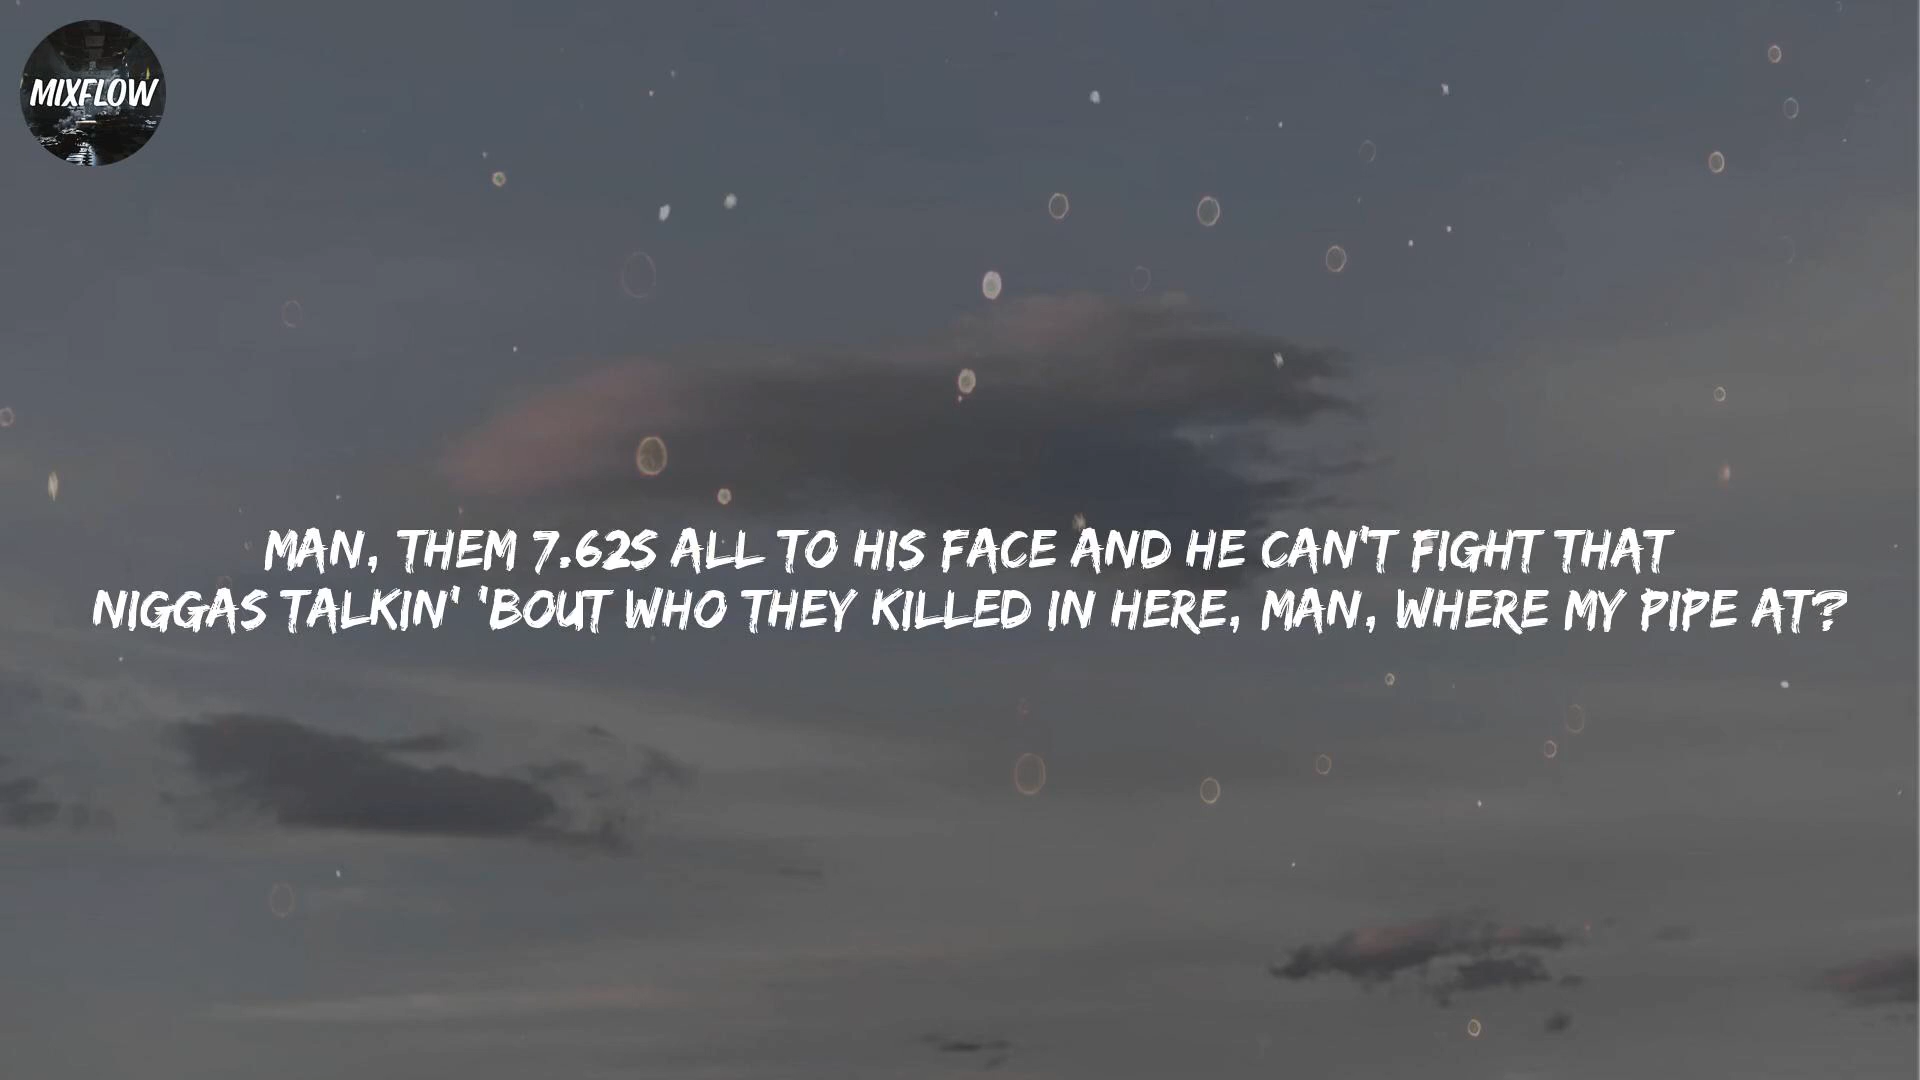 MIXFLOW
MAN, THEM 7.62S ALL TO HIS FACE AND HE CAN'T FIGHT THAT
NIGGAS TALKIN' 'BOUT WHO THEY KILLED IN HERE, MAN, WHERE MY PIPE AT?